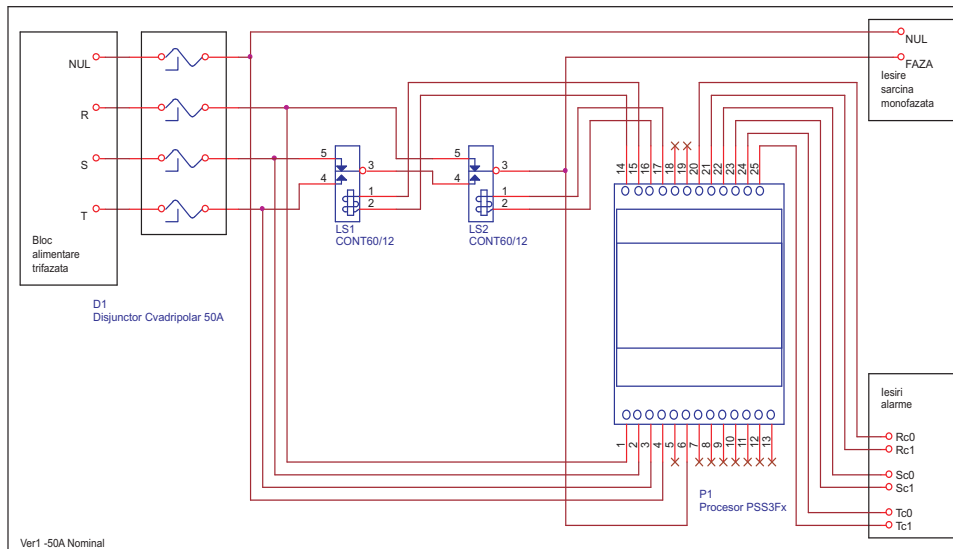 NUL
R
S
T
Bloc
alimentare
trifazata
D1
Disjunctor Cvadripolar 50A
5
4
3
1
2
LS1
CONT60/12
5
4
3
1
2
LS2
CONT60/12
14
15
16
17
18
19
20
21
22
23
24
25
1
2
3
4
5
6
7
8
9
10
11
12
13
P1
Procesor PSS3Fx
NUL
FAZA
Iesire
sarcina
monofazata
Iesiri
alarme
Rc0
Rc1
Sc0
Sc1
Tc0
Tc1
Ver1 -50A Nominal